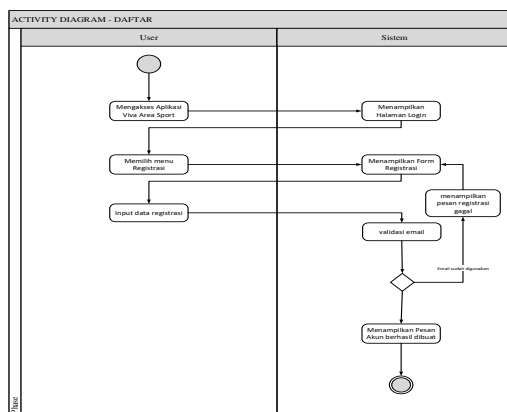 ACTIVITY DIAGRAM - DAFTAR
User
Sistem
Mengakses Aplikasi
Viva Area Sport
Menampilkan
Halaman Login
Memilih menu
Registrasi
Menampilkan Form
Registrasi
menampilkan
pesan registrasi
gagal
Input data registrasi
validasi email
Email sudah digunakan
Menampilkan Pesan
Akun berhasil dibuat
Phase